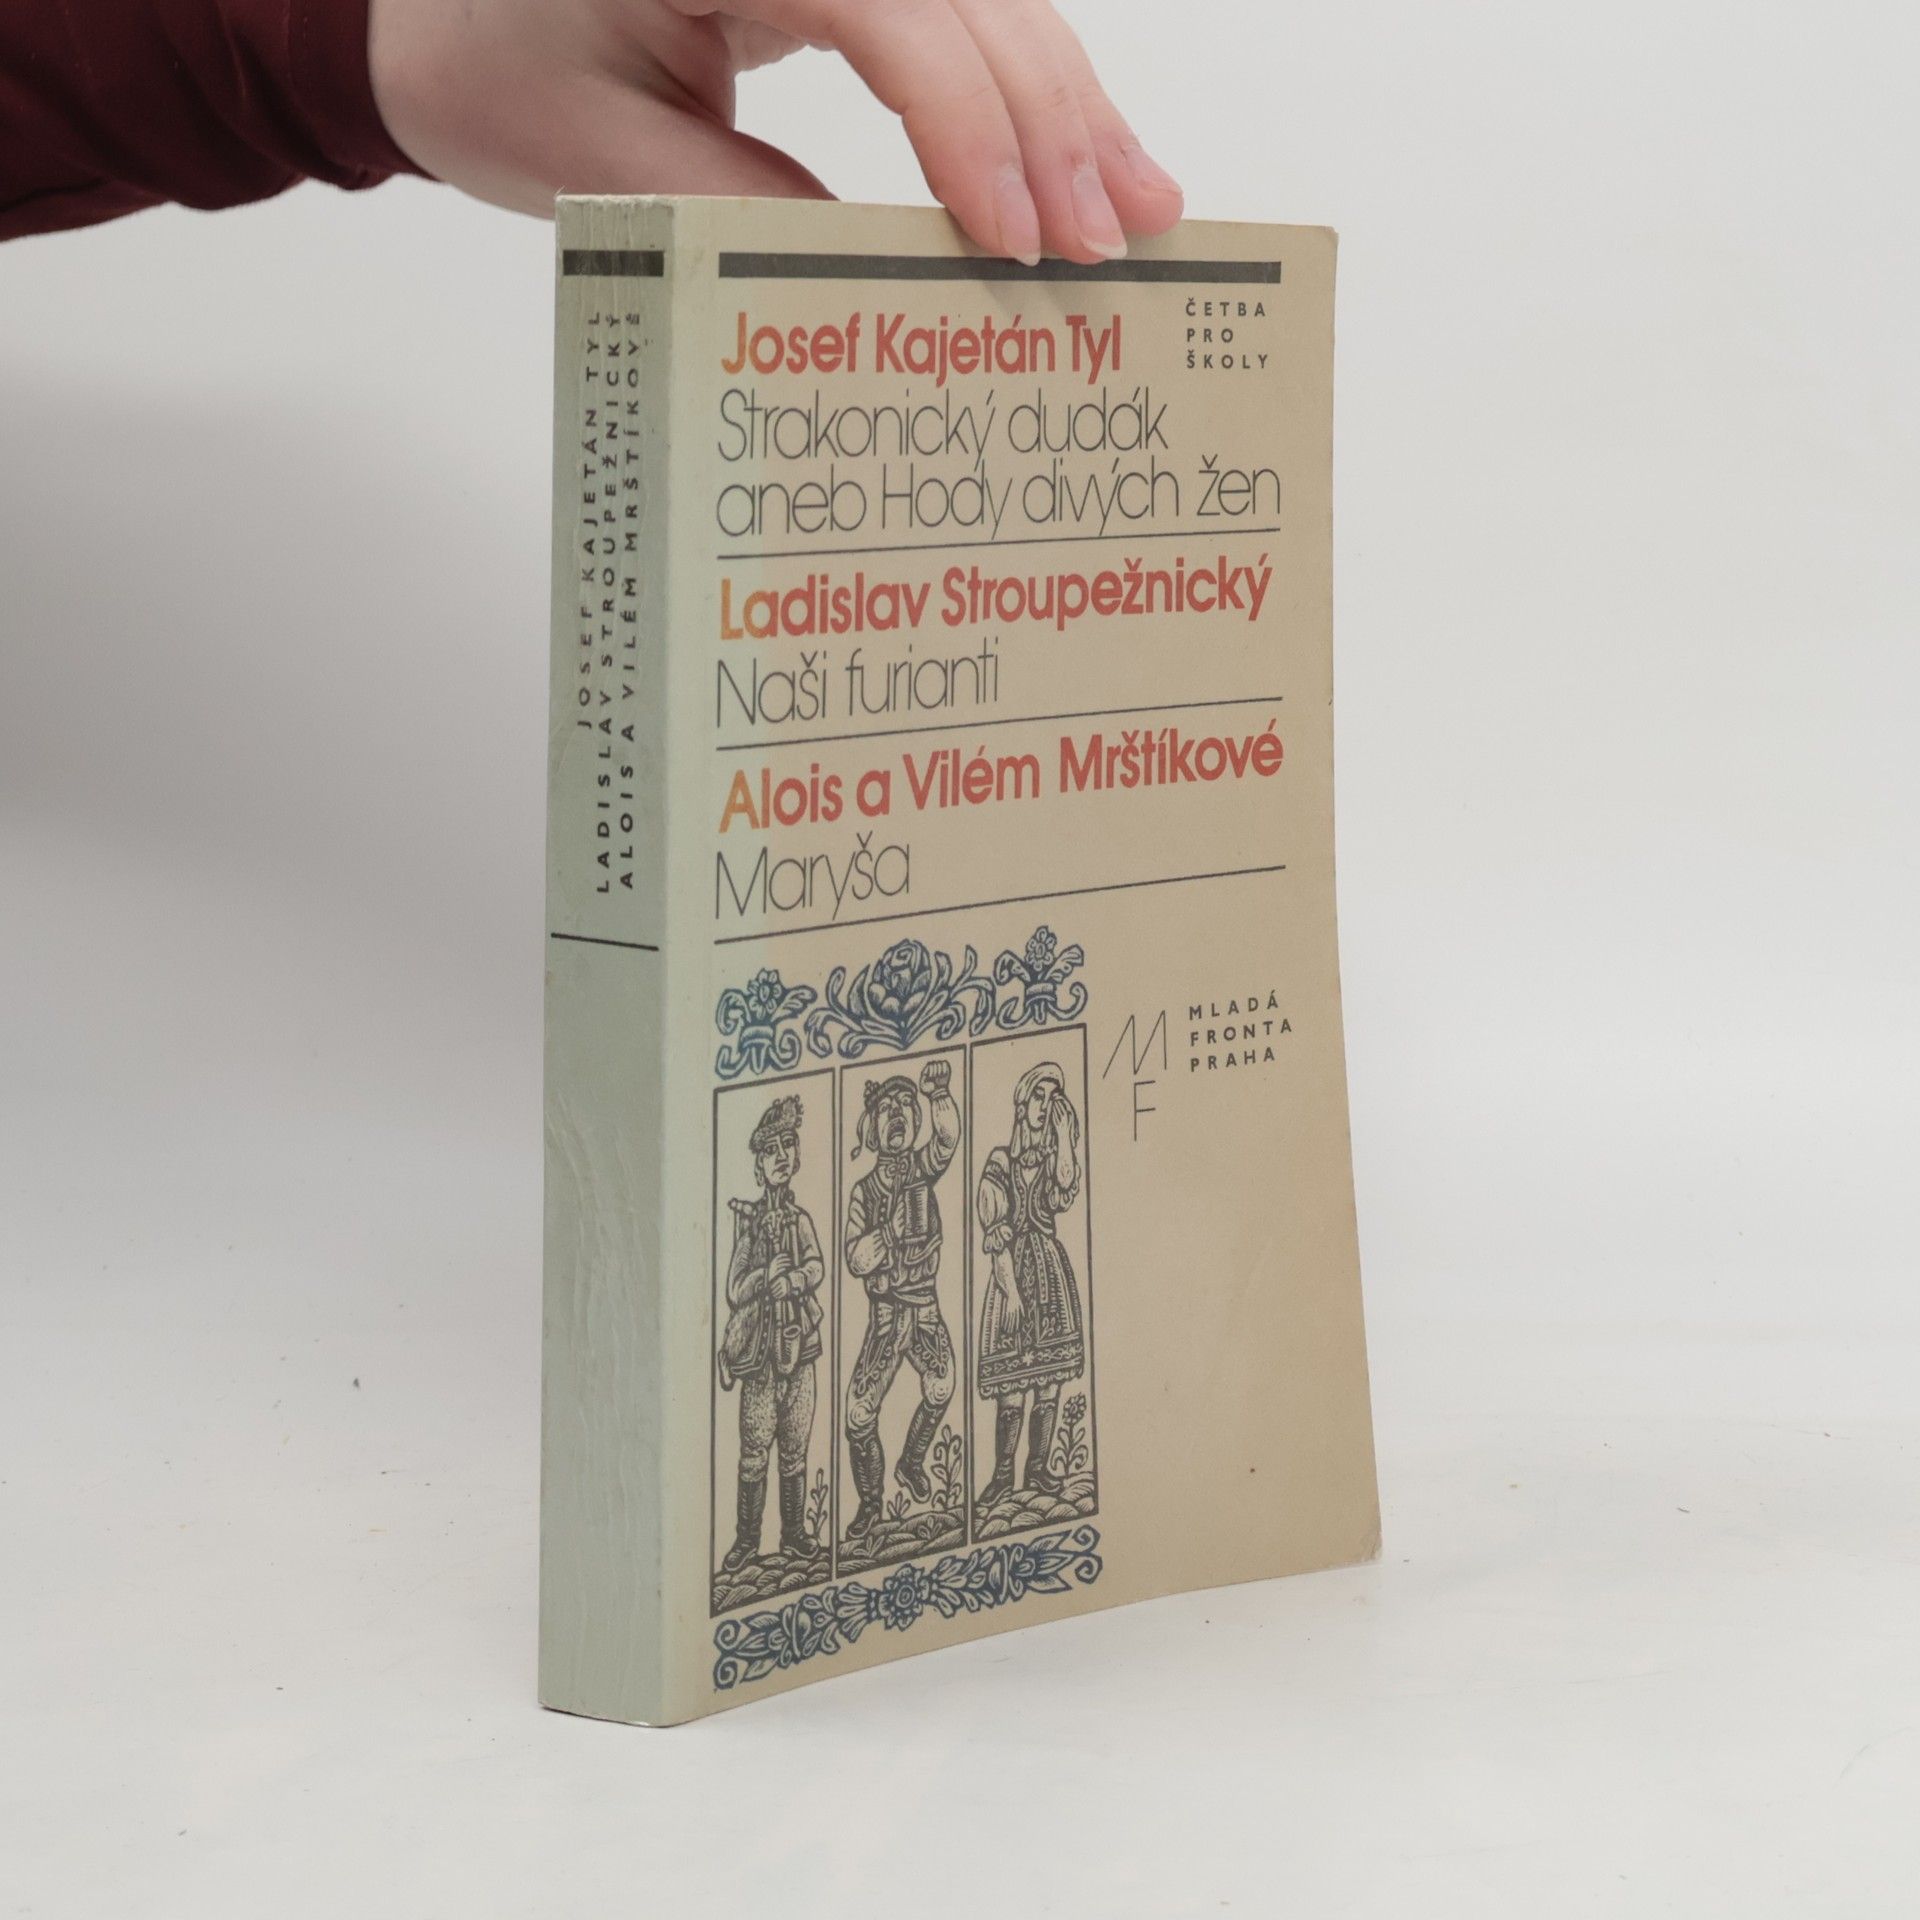 JOSEF KAJETÁN TYL
LADISLAV STROUPEŽNICKÝ
ALOIS A VILÉM MRŠTÍKOVÉ
Josef Kajetán Tyl
ČETBA
PRO
ŠKOLY
Strakonický dudák
aneb Hody divých žen
Ladislav Stroupežnický
Naši furianti
Alois a Vilém Mrštíkové
Maryša
MF
MLADÁ
FRONTA
PRAHA